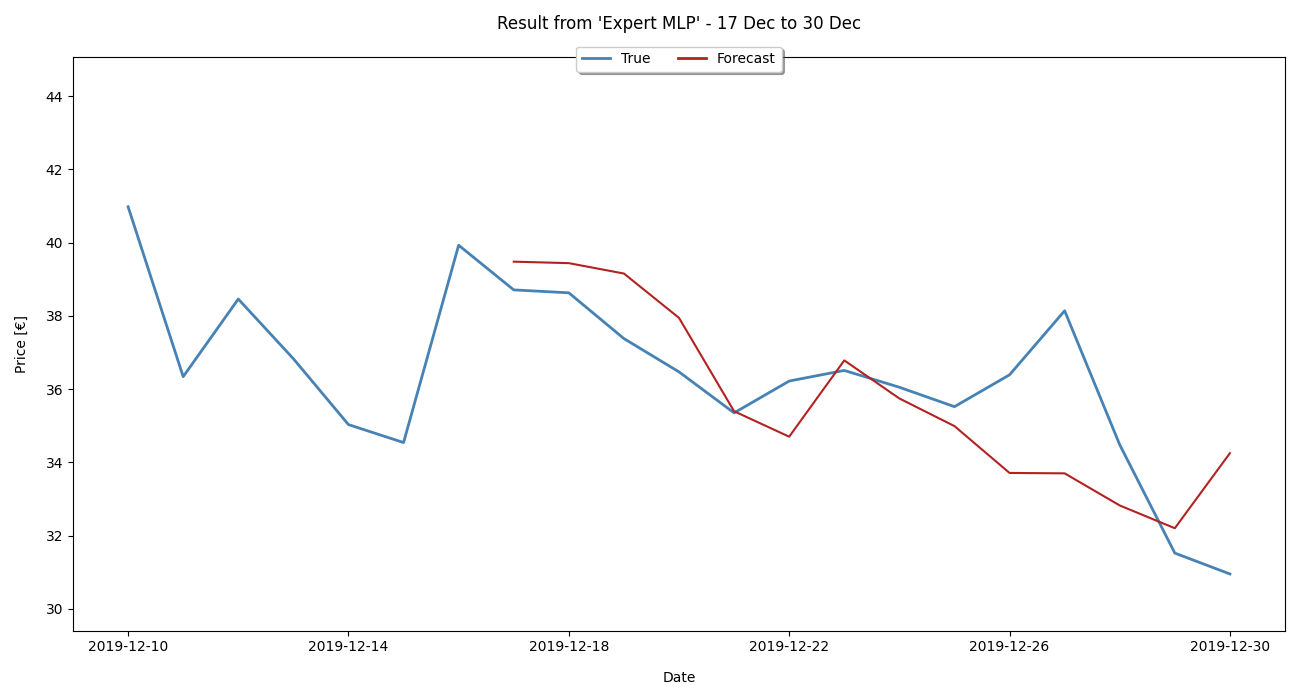 Result from 'Expert MLP' - 17 Dec to 30 Dec
True Forecast
44
42
40
38
36
34
32
30
Price [€]
2019-12-10 2019-12-14 2019-12-18 2019-12-22 2019-12-26 2019-12-30
Date